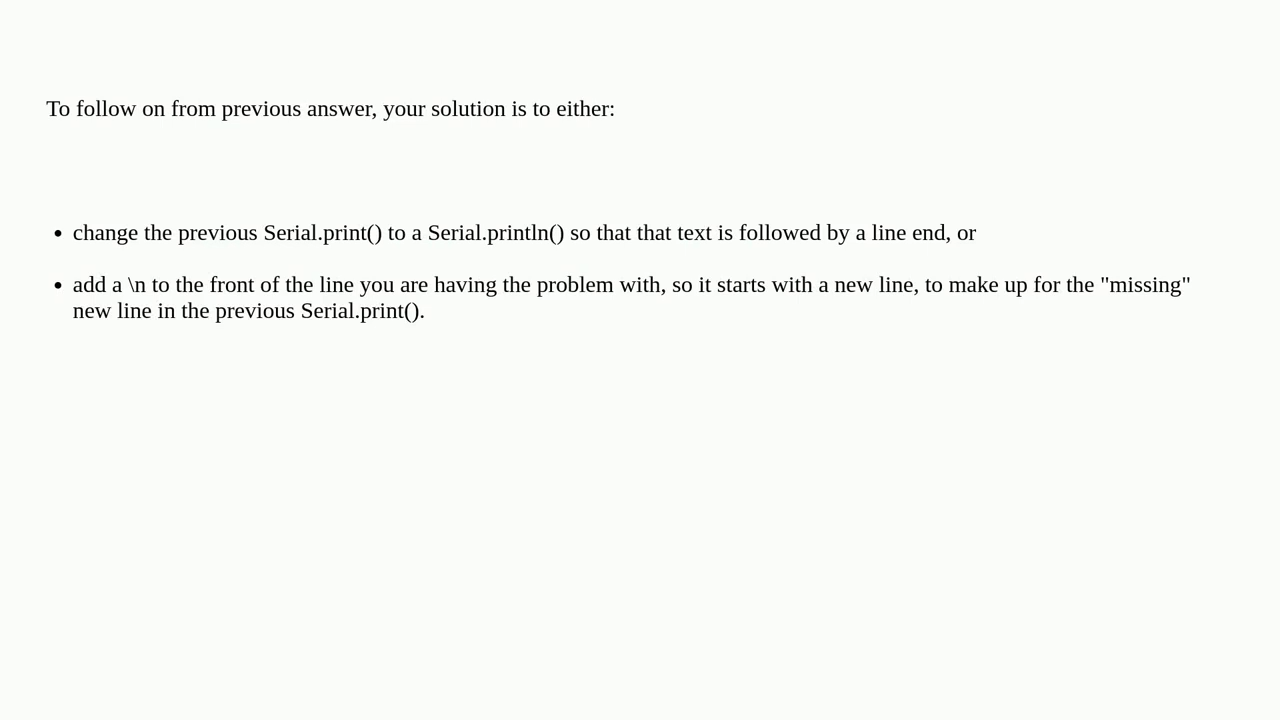 To follow on from previous answer, your solution is to either:
• change the previous Serial.print() to a Serial.println() so that that text is followed by a line end, or
• add a \n to the front of the line you are having the problem with, so it starts with a new line, to make up for the "missing"
new line in the previous Serial.print().